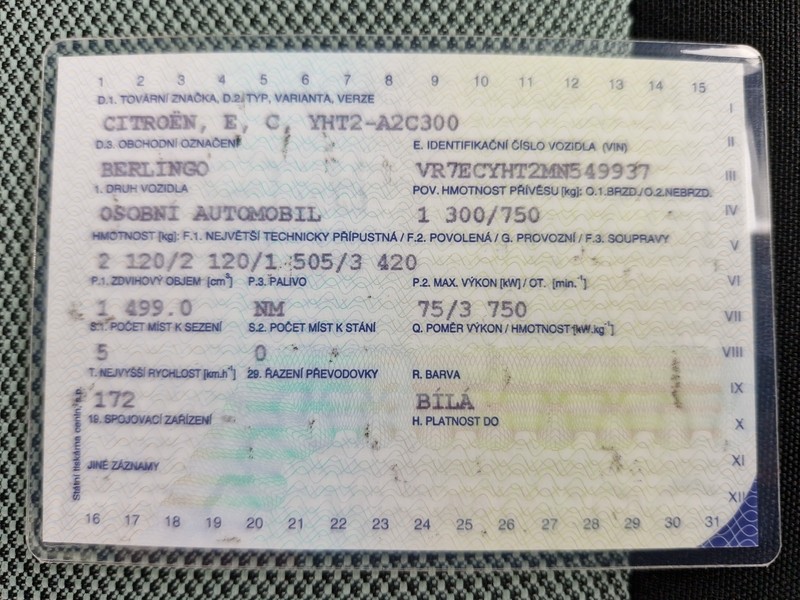 1 2 3 4 5 6 7 8 9 10 11 12 13 14 15
D.1. TOVÁRNÍ ZNAČKA, D.2. TYP, VARIANTA, VERZE
I
CITROËN, E, C, YHT2-A2C300
D.3. OBCHODNÍ OZNAČENÍ E. IDENTIFIKAČNÍ ČÍSLO VOZIDLA (VIN)
II
BERLINGO VR7ECYHT2MN549937
III
1. DRUH VOZIDLA POV. HMOTNOST PŘÍVĚSU [kg]: O.1.BRZD./O.2.NEBRZD.
OSOBNÍ AUTOMOBIL 1 300/750
IV
HMOTNOST [kg]: F.1. NEJVĚTŠÍ TECHNICKY PŘÍPUSTNÁ / F.2. POVOLENÁ / G. PROVOZNÍ / F.3. SOUPRAVY
V
2 120/2 120/1 505/3 420
P.1. ZDVIHOVÝ OBJEM [cm³] P.3. PALIVO P.2. MAX. VÝKON [kW] / OT. [min.⁻¹]
VI
1 499.0 NM 75/3 750
VII
S.1. POČET MÍST K SEZENÍ S.2. POČET MÍST K STÁNÍ Q. POMĚR VÝKON / HMOTNOST [kW.kg⁻¹]
5 0
VIII
T. NEJVYŠŠÍ RYCHLOST [km.h⁻¹] 29. ŘAZENÍ PŘEVODOVKY R. BARVA
IX
172 BÍLÁ
19. SPOJOVACÍ ZAŘÍZENÍ H. PLATNOST DO
X
XI
JINÉ ZÁZNAMY
XII
16 17 18 19 20 21 22 23 24 25 26 27 28 29 30 31
Státní tiskárna cenin, s.p.